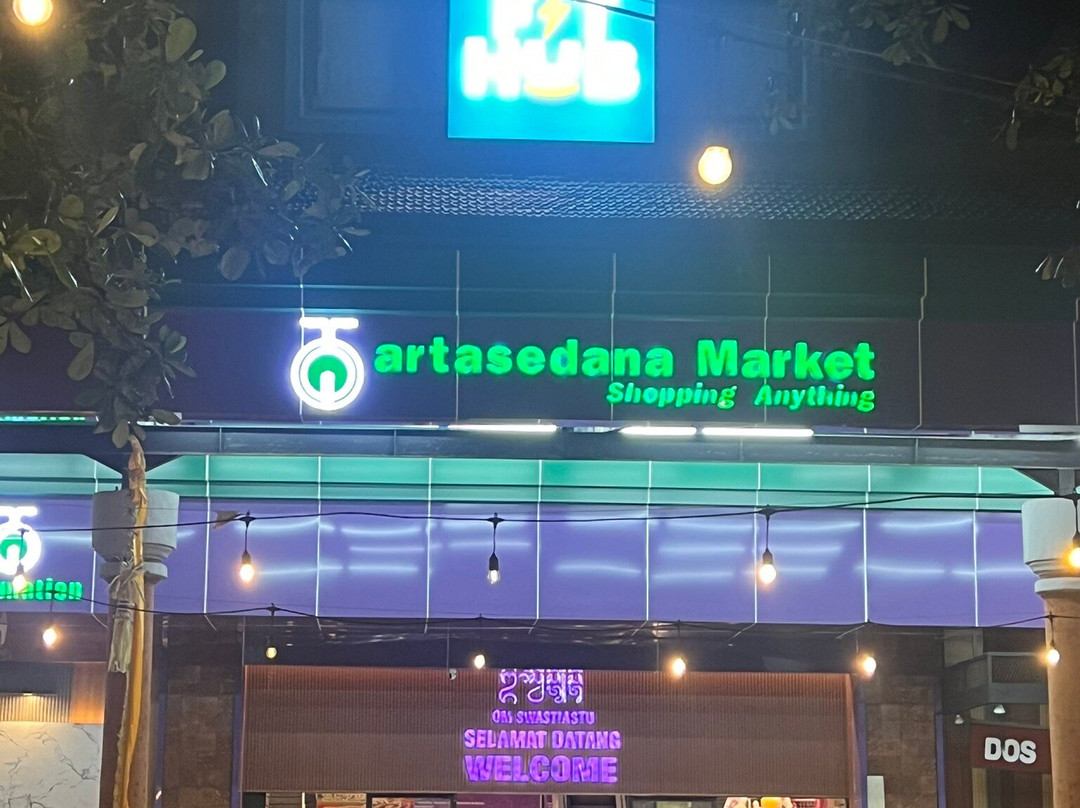 HUB
artasedana Market
Shopping Anything
OM SWASTIASTU
SELAMAT DATANG
WELCOME
DOS